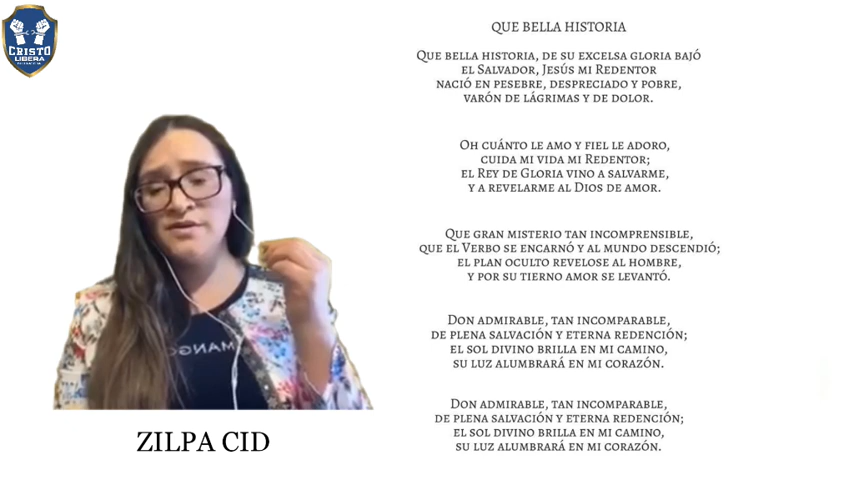 CRISTO
LIBERA
QUE BELLA HISTORIA
Que bella historia, de su excelsa gloria bajó
el Salvador, Jesús mi Redentor
nació en pesebre, despreciado y pobre,
varón de lágrimas y de dolor.
Oh cuánto le amo y fiel le adoro,
cuida mi vida mi Redentor;
el Rey de Gloria vino a salvarme,
y a revelarme al Dios de amor.
Que gran misterio tan incomprensible,
que el Verbo se encarnó y al mundo descendió;
el plan oculto revelose al hombre,
y por su tierno amor se levantó.
Don admirable, tan incomparable,
de plena salvación y eterna redención;
el sol divino brilla en mi camino,
su luz alumbrará en mi corazón.
Don admirable, tan incomparable,
de plena salvación y eterna redención;
el sol divino brilla en mi camino,
su luz alumbrará en mi corazón.
MANGO
ZILPA CID